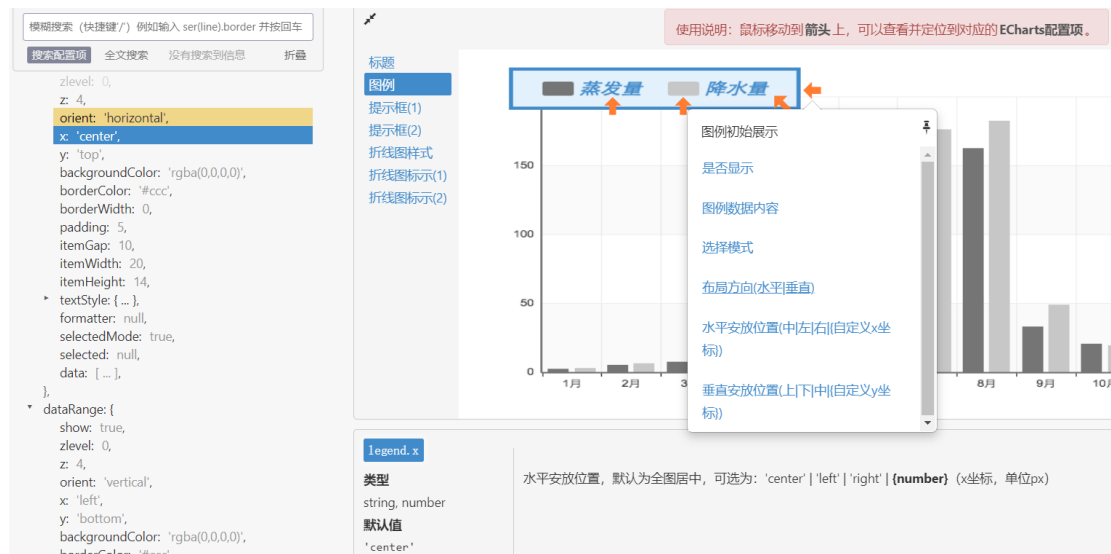 模糊搜索（快捷键'/'）例如输入 ser(line).border 并按回车
搜索配置项 全文搜索 没有搜索到信息 折叠
zlevel: 0,
z: 4,
orient: 'horizontal',
x: 'center',
y: 'top',
backgroundColor: 'rgba(0,0,0,0)',
borderColor: '#ccc',
borderWidth: 0,
padding: 5,
itemGap: 10,
itemWidth: 20,
itemHeight: 14,
textStyle: { ... },
formatter: null,
selectedMode: true,
selected: null,
data: [ ... ],
},
dataRange: {
show: true,
zlevel: 0,
z: 4,
orient: 'vertical',
x: 'left',
y: 'bottom',
backgroundColor: 'rgba(0,0,0,0)',
borderColor: '#ccc',
使用说明：鼠标移动到箭头上，可以查看并定位到对应的ECharts配置项。
标题
图例
提示框(1)
提示框(2)
折线图样式
折线图标示(1)
折线图标示(2)
蒸发量 降水量
150
100
50
0
1月 2月 3 8月 9月 10月
图例初始展示
是否显示
图例数据内容
选择模式
布局方向(水平|垂直)
水平安放位置(中|左|右|(自定义x坐
标))
垂直安放位置(上|下|中|(自定义y坐
标))
legend.x
类型
string, number
默认值
'center'
水平安放位置，默认为全图居中，可选为：'center' | 'left' | 'right' | {number}（x坐标，单位px）